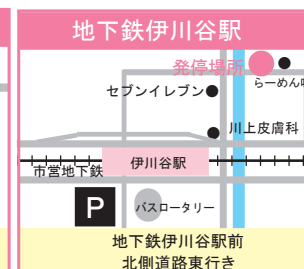 地下鉄伊川谷駅
発停場所
らーめん
セブンイレブン
川上皮膚科
伊川谷駅
市営地下鉄
P
バスロータリー
地下鉄伊川谷駅前
北側道路東行き